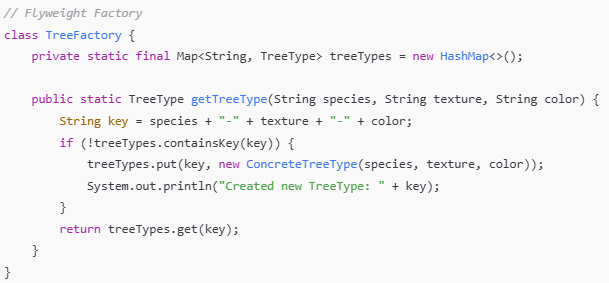 // Flyweight Factory
class TreeFactory {
    private static final Map<String, TreeType> treeTypes = new HashMap<>();

    public static TreeType getTreeType(String species, String texture, String color) {
        String key = species + "-" + texture + "-" + color;
        if (!treeTypes.containsKey(key)) {
            treeTypes.put(key, new ConcreteTreeType(species, texture, color));
            System.out.println("Created new TreeType: " + key);
        }
        return treeTypes.get(key);
    }
}